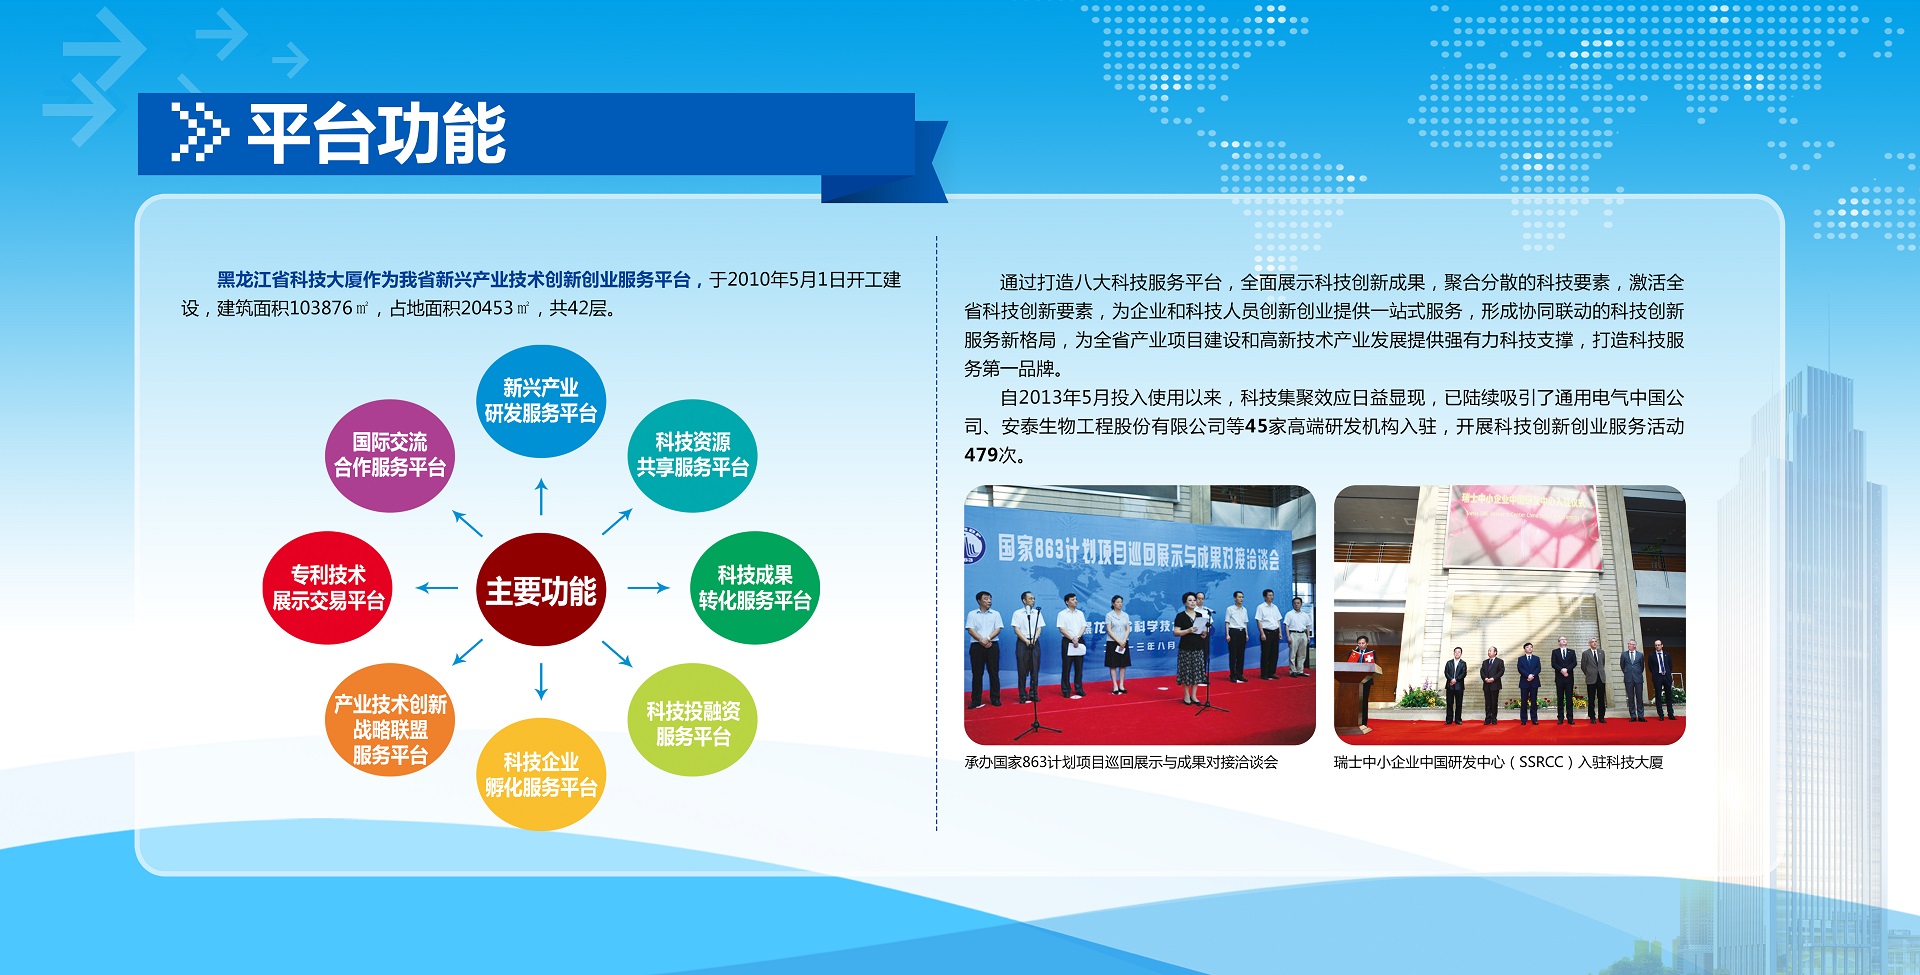 平台功能
黑龙江省科技大厦作为我省新兴产业技术创新创业服务平台，于2010年5月1日开工建
设，建筑面积103876㎡，占地面积20453㎡，共42层。
新兴产业
研发服务平台
科技资源
共享服务平台
科技成果
转化服务平台
科技投融资
服务平台
科技企业
孵化服务平台
产业技术创新
战略联盟
服务平台
专利技术
展示交易平台
国际交流
合作服务平台
主要功能
通过打造八大科技服务平台，全面展示科技创新成果，聚合分散的科技要素，激活全
省科技创新要素，为企业和科技人员创新创业提供一站式服务，形成协同联动的科技创新
服务新格局，为全省产业项目建设和高新技术产业发展提供强有力科技支撑，打造科技服
务第一品牌。
自2013年5月投入使用以来，科技集聚效应日益显现，已陆续吸引了通用电气中国公
司、安泰生物工程股份有限公司等45家高端研发机构入驻，开展科技创新创业服务活动
479次。
国家863计划项目巡回展示与成果对接洽谈会
黑龙
科学技
一三年八月
瑞士中小企业中国研发中心入驻仪式
承办国家863计划项目巡回展示与成果对接洽谈会
瑞士中小企业中国研发中心（SSRCC）入驻科技大厦